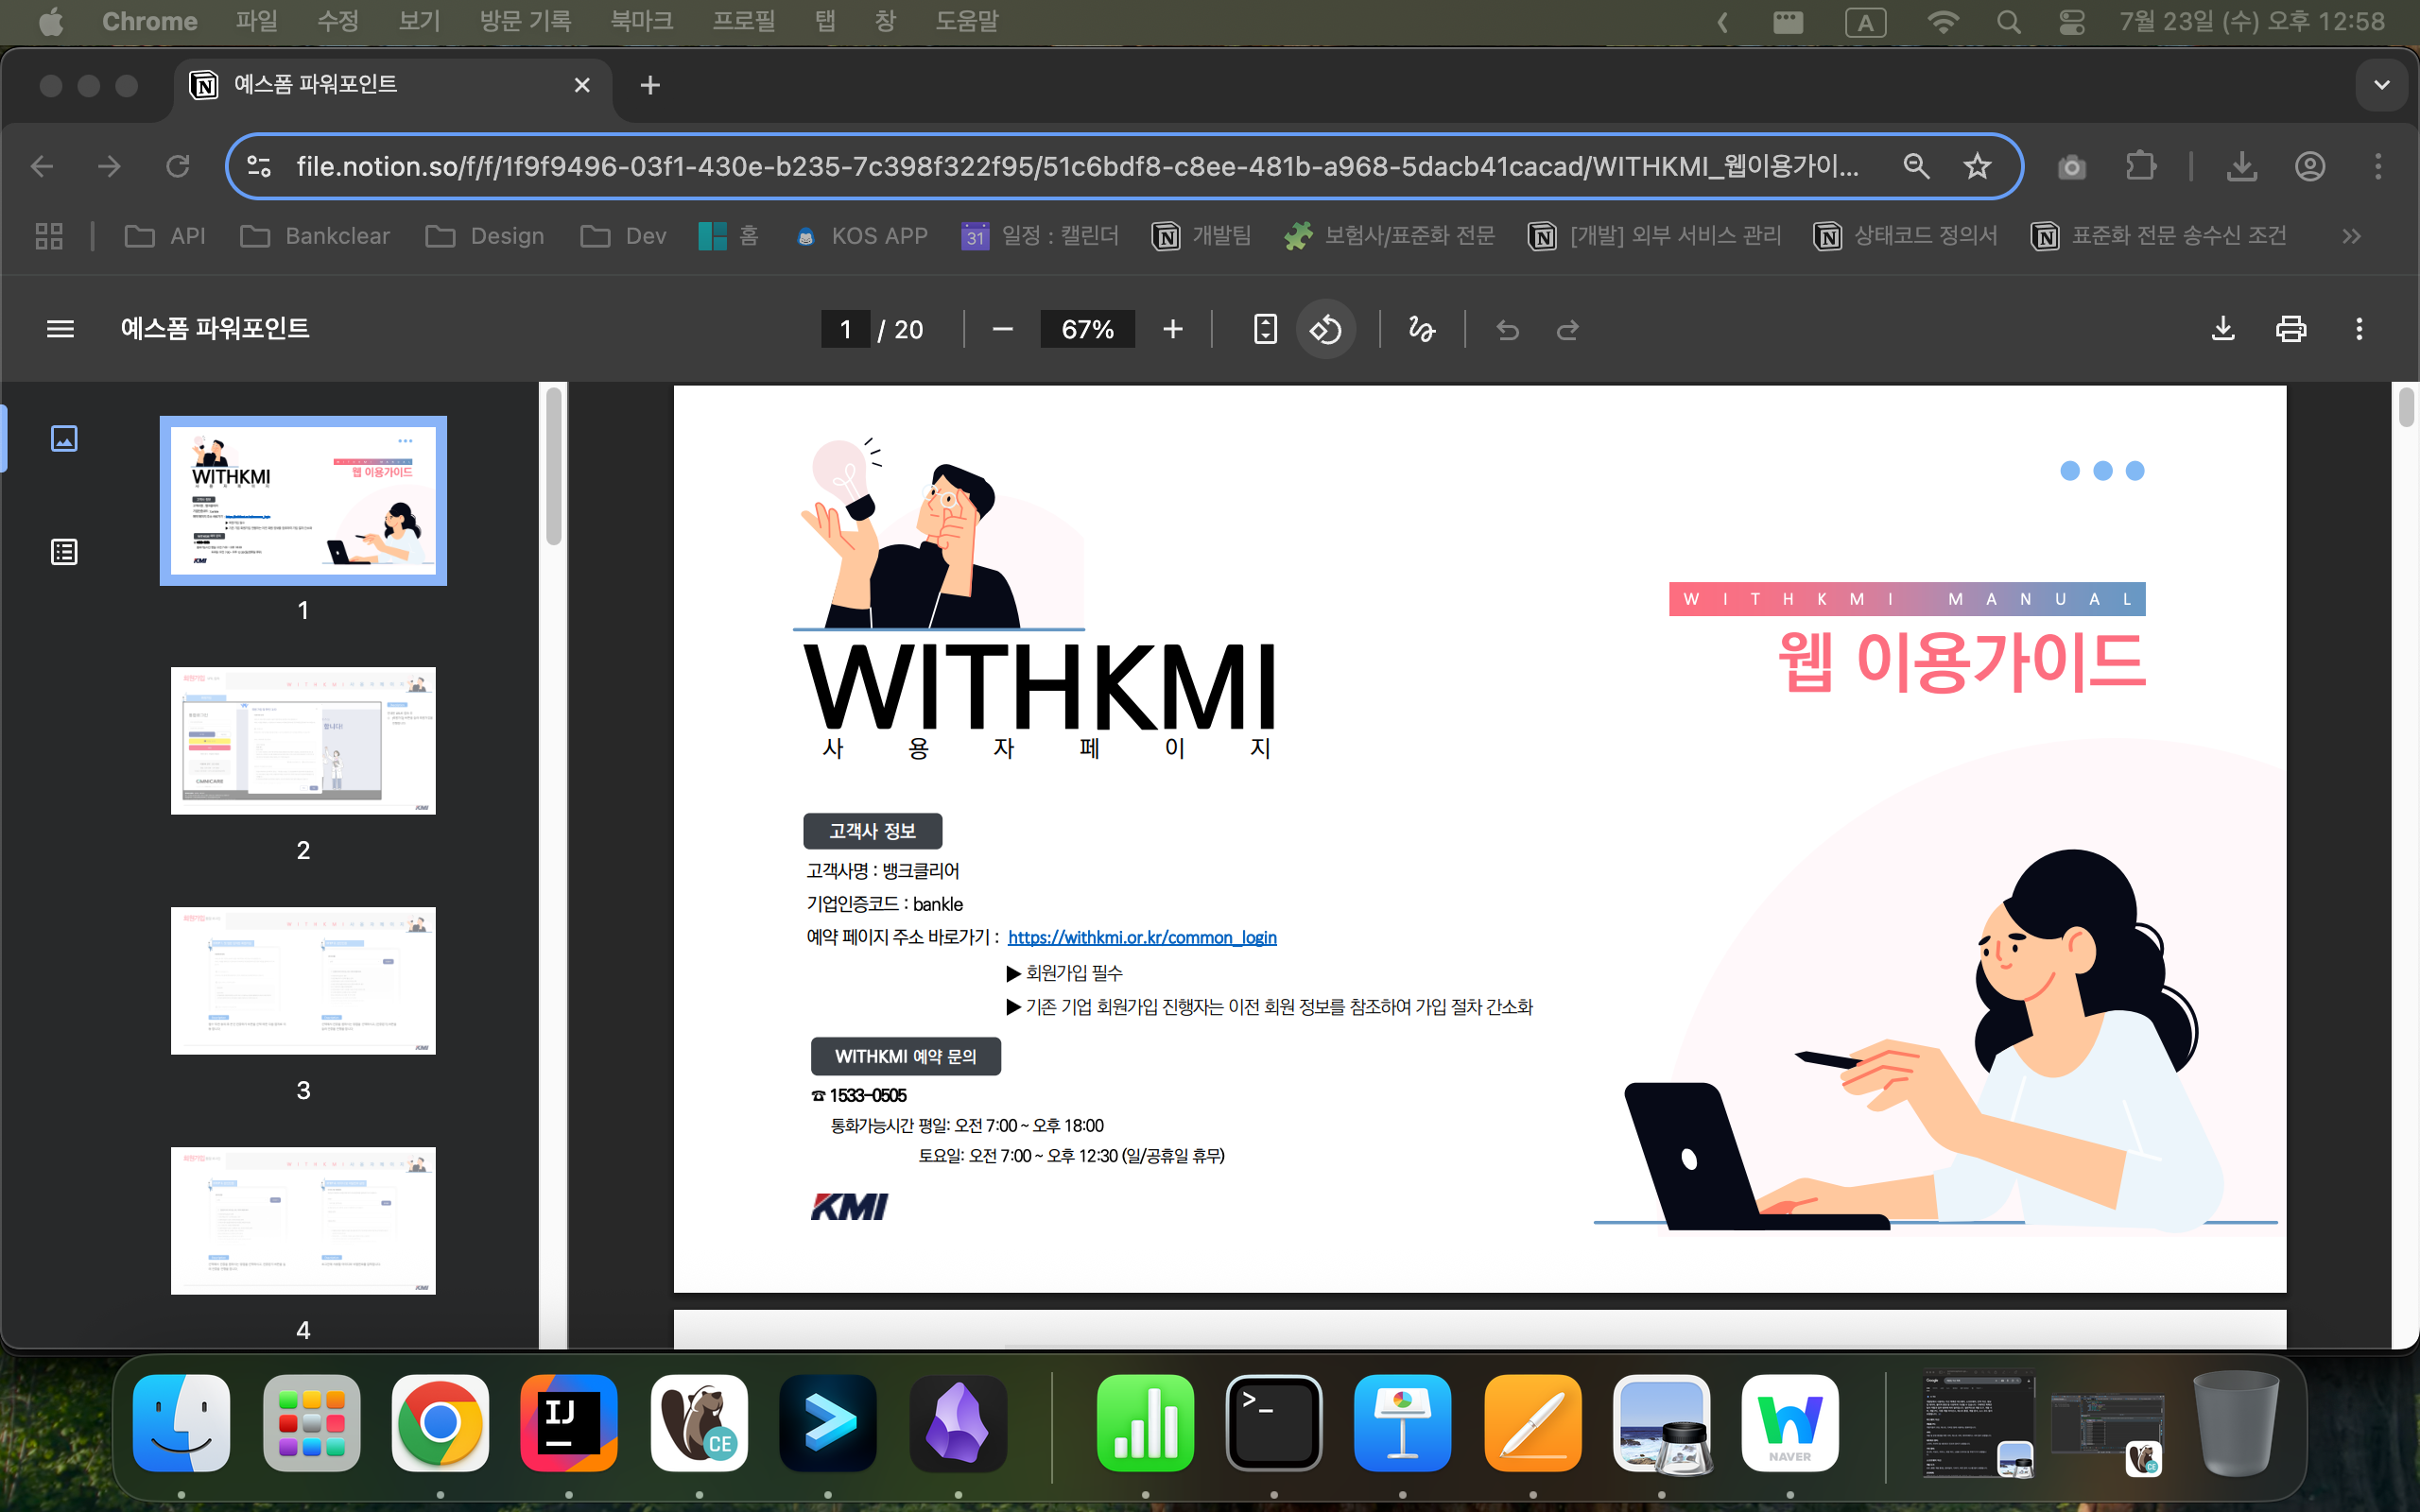 Chrome 파일 수정 보기 방문 기록 북마크 프로필 탭 창 도움말 A 7월 23일 (수) 오후 12:58
예스폼 파워포인트
file.notion.so/f/f/1f9f9496-03f1-430e-b235-7c398f322f95/51c6bdf8-c8ee-481b-a968-5dacb41cacad/WITHKMI_웹이용가이...
API Bankclear Design Dev 홈 KOS APP 31 일정 : 캘린더 개발팀 보험사/표준화 전문 [개발] 외부 서비스 관리 상태코드 정의서 표준화 전문 송수신 조건
예스폼 파워포인트 1 / 20 67%
WITHKMI
웹 이용가이드
KMI
1
2
3
4
WITHKMI MANUAL
웹 이용가이드
WITHKMI
사용자페이지
고객사 정보
고객사명 : 뱅크클리어
기업인증코드 : bankle
예약 페이지 주소 바로가기 : https://withkmi.or.kr/common_login
▶ 회원가입 필수
▶ 기존 기업 회원가입 진행자는 이전 회원 정보를 참조하여 가입 절차 간소화
WITHKMI 예약 문의
☎ 1533-0505
통화가능시간 평일: 오전 7:00 ~ 오후 18:00
토요일: 오전 7:00 ~ 오후 12:30 (일/공휴일 휴무)
KMI
IJ
CE
>_
NAVER